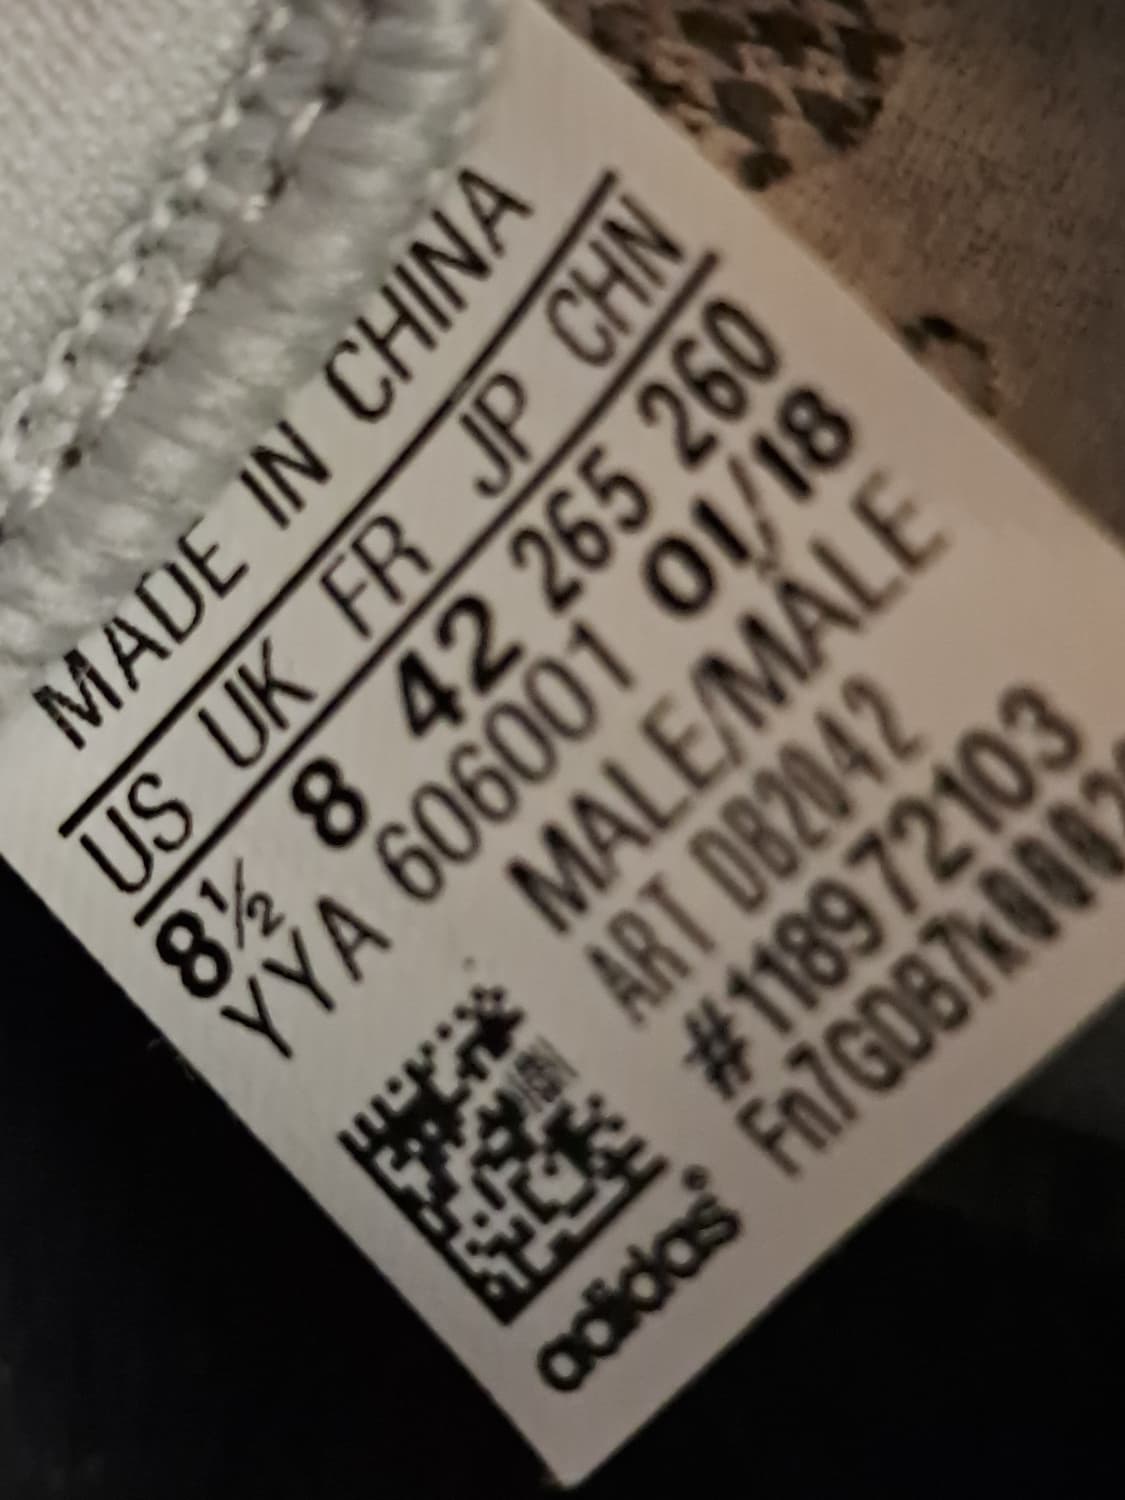 MADE IN CHINA
US UK FR JP CHN
8½ 8 42 265 260
YYA 606001 01/18
MALE/MÂLE
ART DB2042
#118972103
adidas®